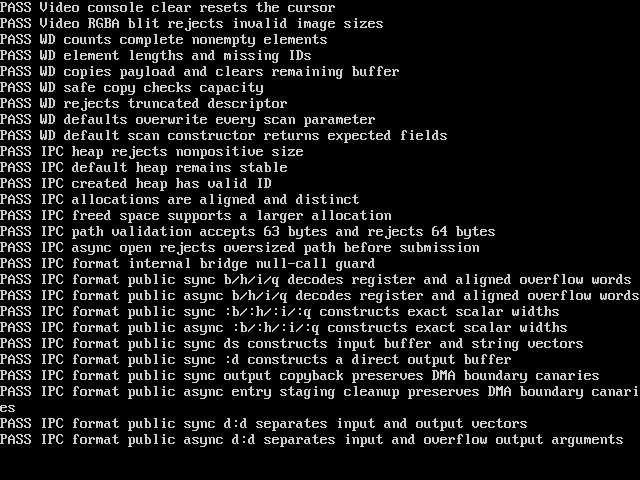 PASS Video console clear resets the cursor
PASS Video RGBA blit rejects invalid image sizes
PASS WD counts complete nonempty elements
PASS WD element lengths and missing IDs
PASS WD copies payload and clears remaining buffer
PASS WD safe copy checks capacity
PASS WD rejects truncated descriptor
PASS WD defaults overwrite every scan parameter
PASS WD default scan constructor returns expected fields
PASS IPC heap rejects nonpositive size
PASS IPC default heap remains stable
PASS IPC created heap has valid ID
PASS IPC allocations are aligned and distinct
PASS IPC freed space supports a larger allocation
PASS IPC path validation accepts 63 bytes and rejects 64 bytes
PASS IPC async open rejects oversized path before submission
PASS IPC format internal bridge null-call guard
PASS IPC format public sync b/h/i/q decodes register and aligned overflow words
PASS IPC format public async b/h/i/q decodes register and aligned overflow words
PASS IPC format public sync :b/:h/:i/:q constructs exact scalar widths
PASS IPC format public async :b/:h/:i/:q constructs exact scalar widths
PASS IPC format public sync ds constructs input buffer and string vectors
PASS IPC format public sync :d constructs a direct output buffer
PASS IPC format public sync output copyback preserves DMA boundary canaries
PASS IPC format public async entry staging cleanup preserves DMA boundary canari
es
PASS IPC format public sync d:d separates input and output vectors
PASS IPC format public async d:d separates input and overflow output arguments